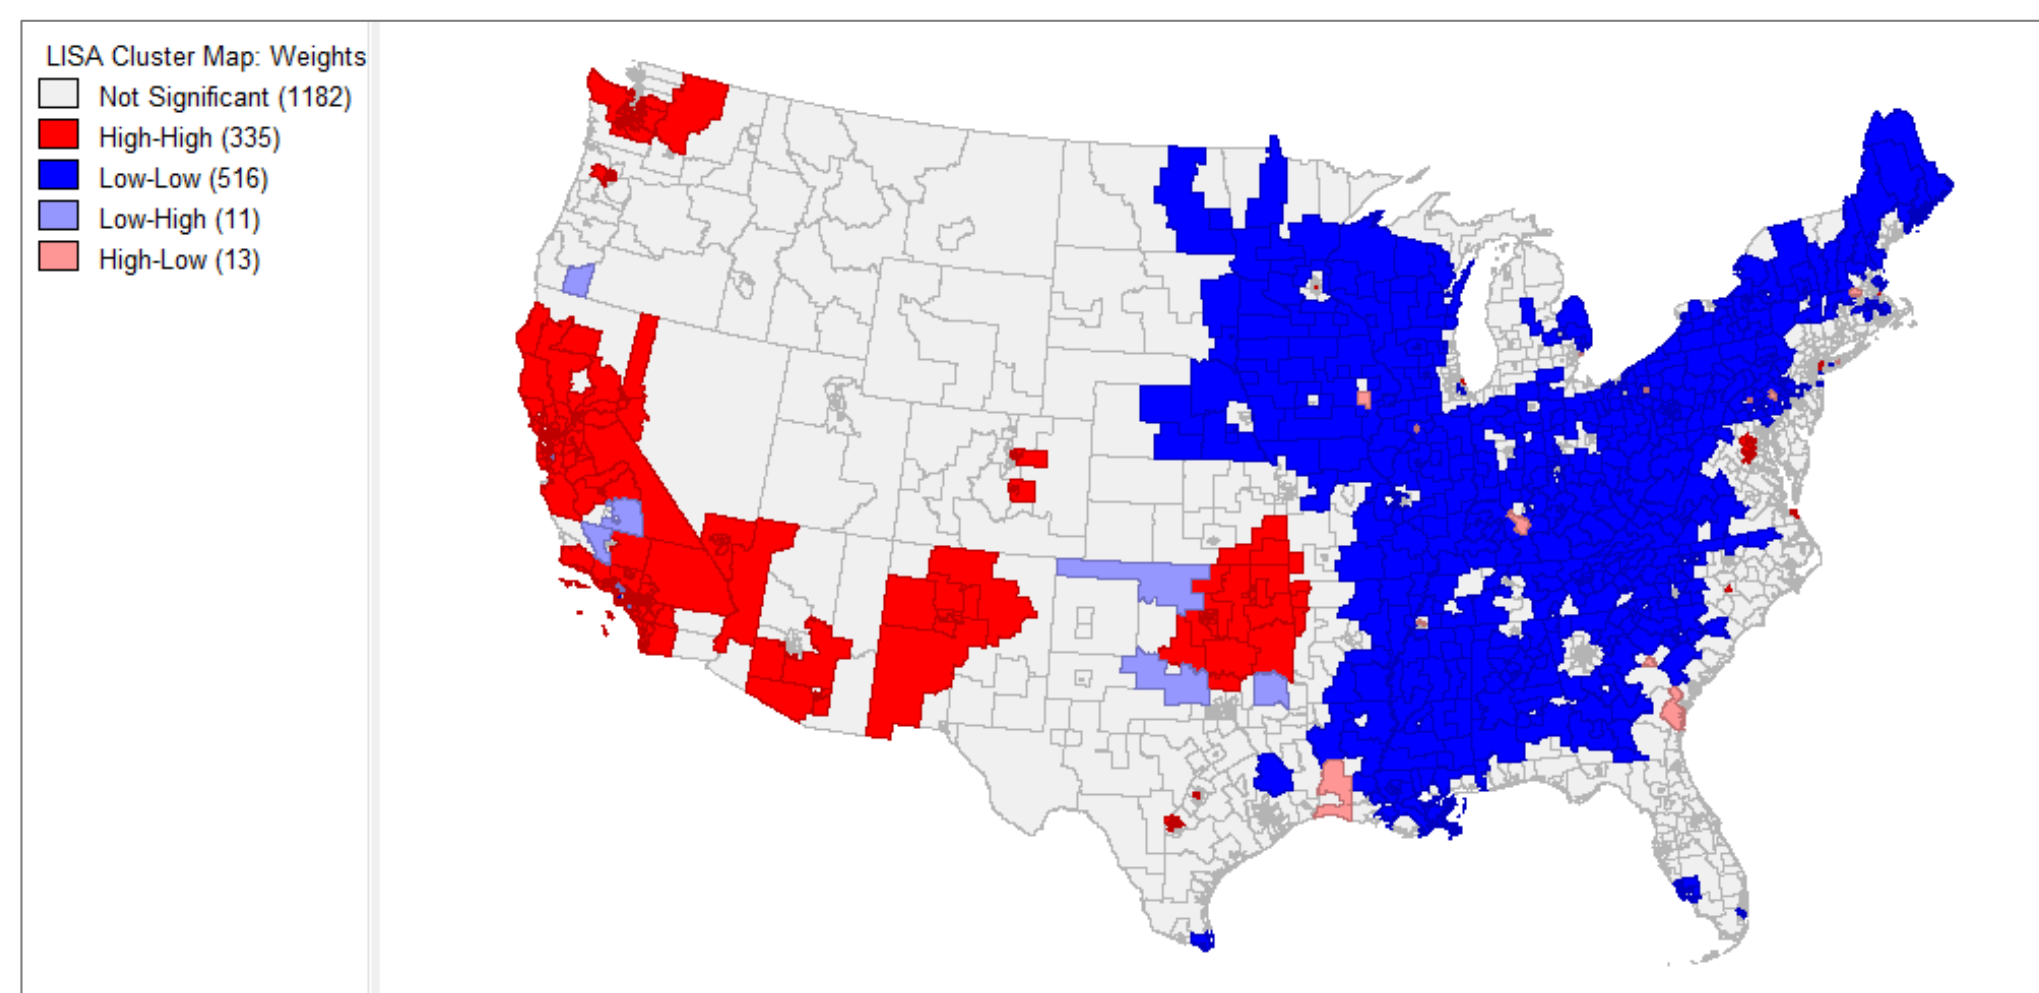 LISA Cluster Map: Weights
Not Significant (1182)
High-High (335)
Low-Low (516)
Low-High (11)
High-Low (13)